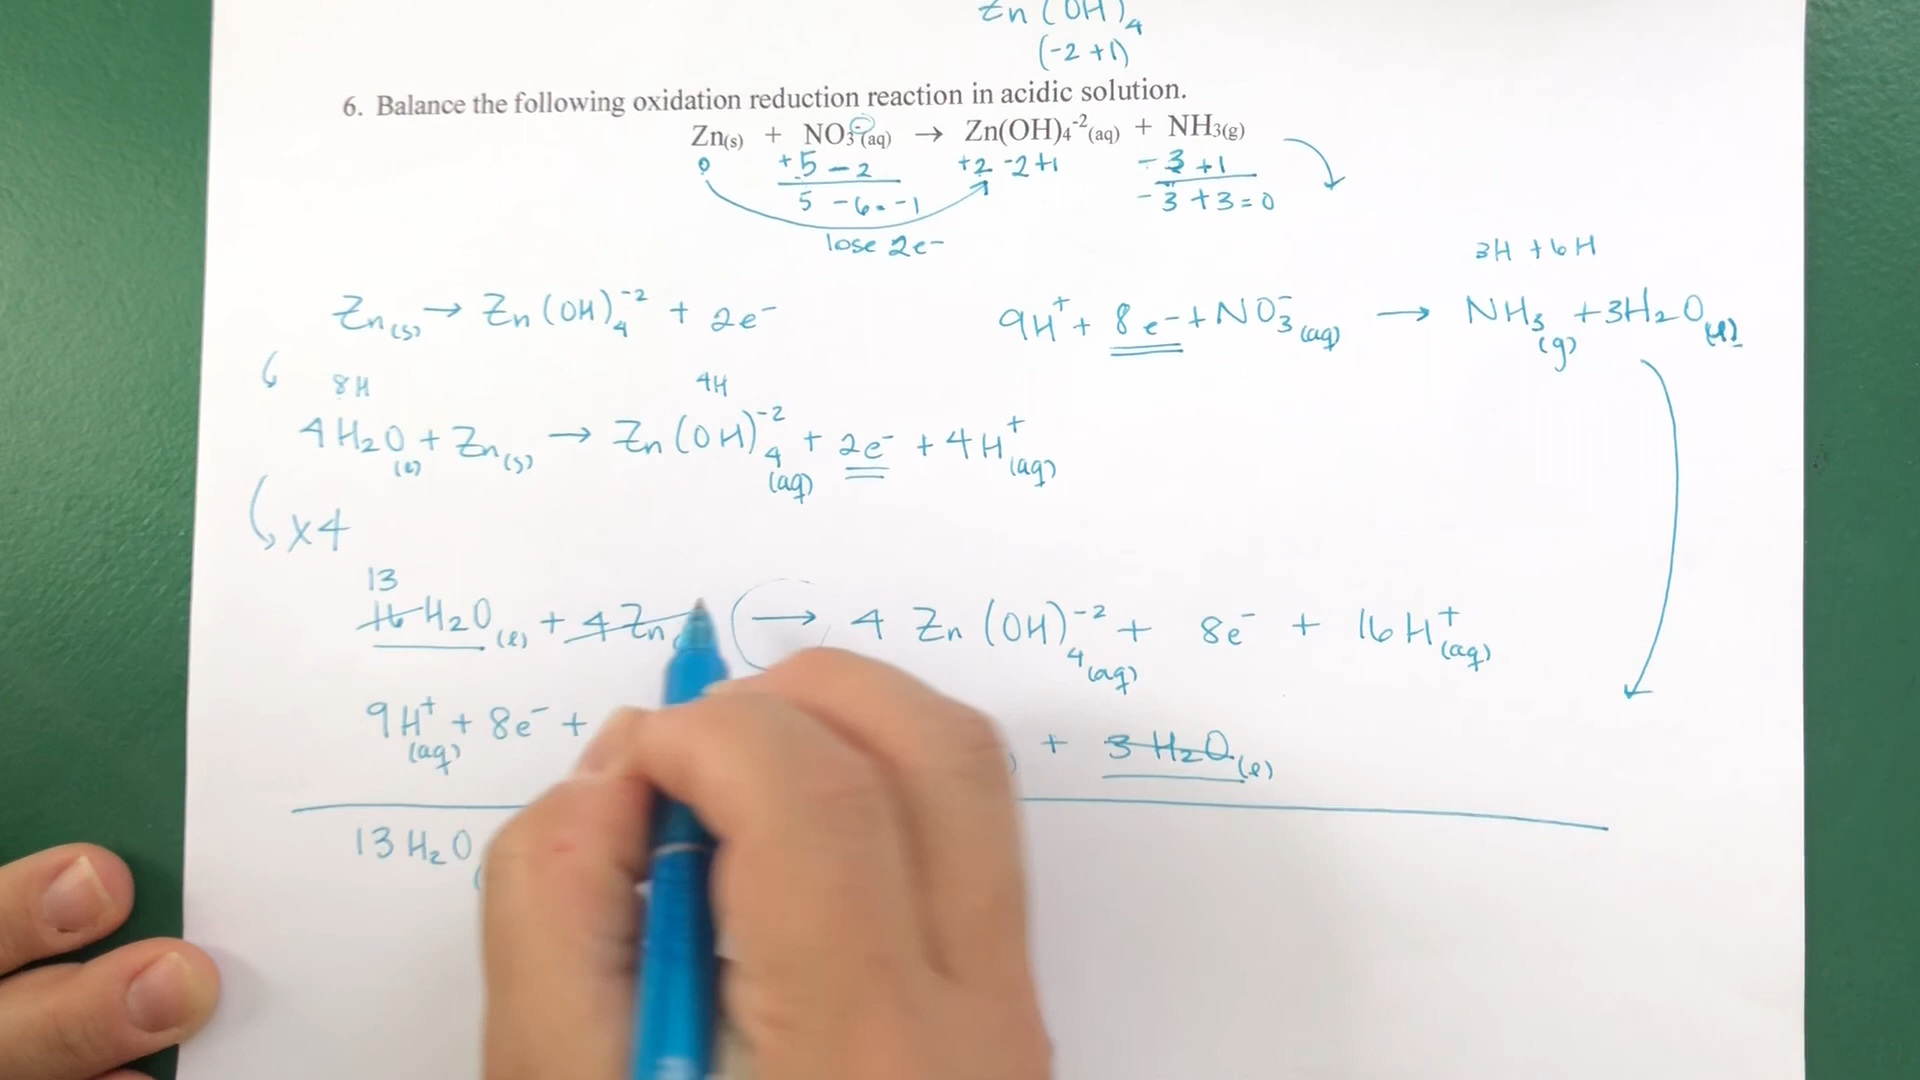 Zn(OH)₄
(-2 +1)
6. Balance the following oxidation reduction reaction in acidic solution.
Zn(s) + NO₃⁻(aq) → Zn(OH)₄⁻²(aq) + NH₃(g)
0 +5 -2 +2 -2+1 -3 +1
5 -6 = -1 -3 +3 = 0
lose 2e-
3H + 6H
Zn(s) → Zn(OH)₄⁻² + 2e⁻ 9H⁺ + 8e⁻ + NO₃⁻(aq) → NH₃(g) + 3H₂O(l)
8H 4H
4H₂O(l) + Zn(s) → Zn(OH)₄⁻²(aq) + 2e⁻ + 4H⁺(aq)
x4
13
16 H₂O(l) + 4 Zn → 4 Zn(OH)₄⁻²(aq) + 8e⁻ + 16H⁺(aq)
9H⁺(aq) + 8e⁻ + + 3H₂O(l)
13 H₂O